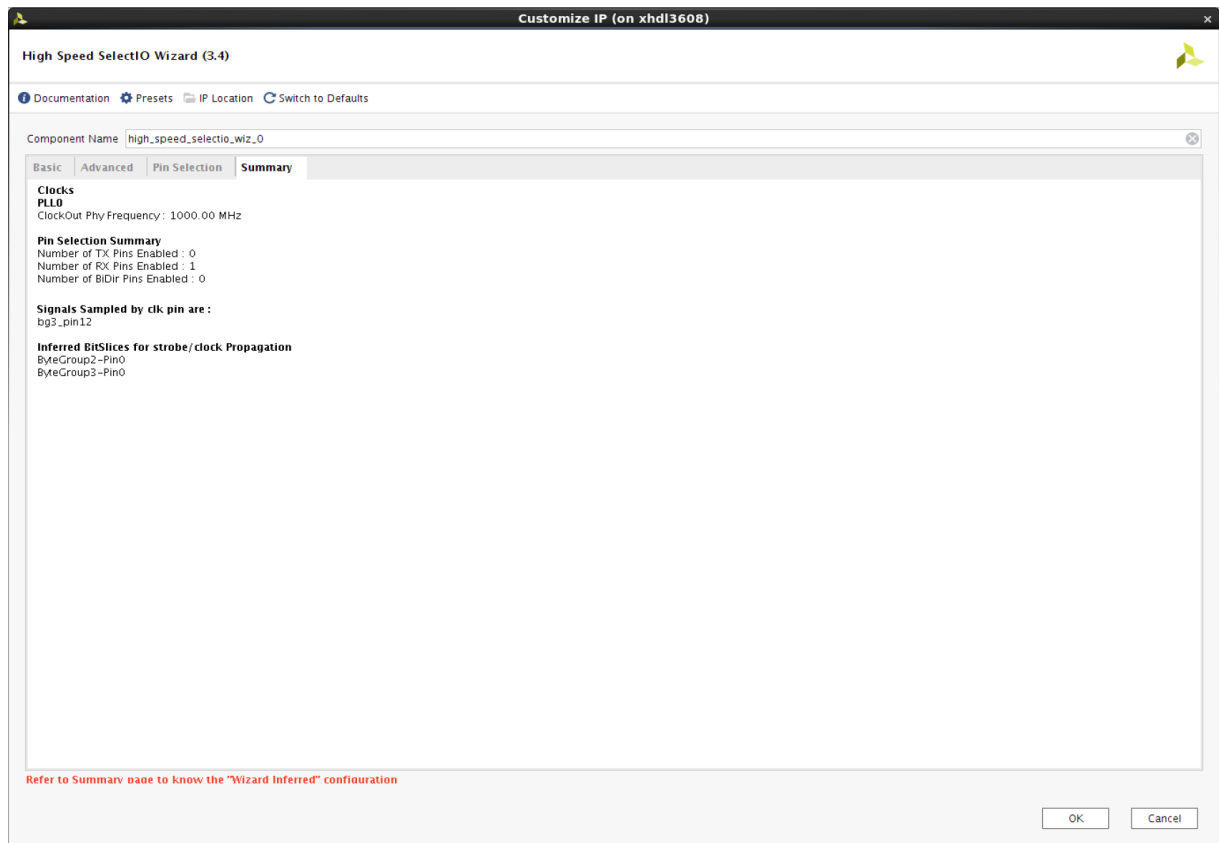 Customize IP (on xhdl3608)
High Speed SelectIO Wizard (3.4)
Documentation Presets IP Location Switch to Defaults
Component Name high_speed_selectio_wiz_0
Basic Advanced Pin Selection Summary
Clocks
PLL0
ClockOut Phy Frequency : 1000.00 MHz
Pin Selection Summary
Number of TX Pins Enabled : 0
Number of RX Pins Enabled : 1
Number of BiDir Pins Enabled : 0
Signals Sampled by clk pin are :
bg3_pin12
Inferred BitSlices for strobe/clock Propagation
ByteGroup2-Pin0
ByteGroup3-Pin0
Refer to Summary page to know the "Wizard Inferred" configuration
OK Cancel